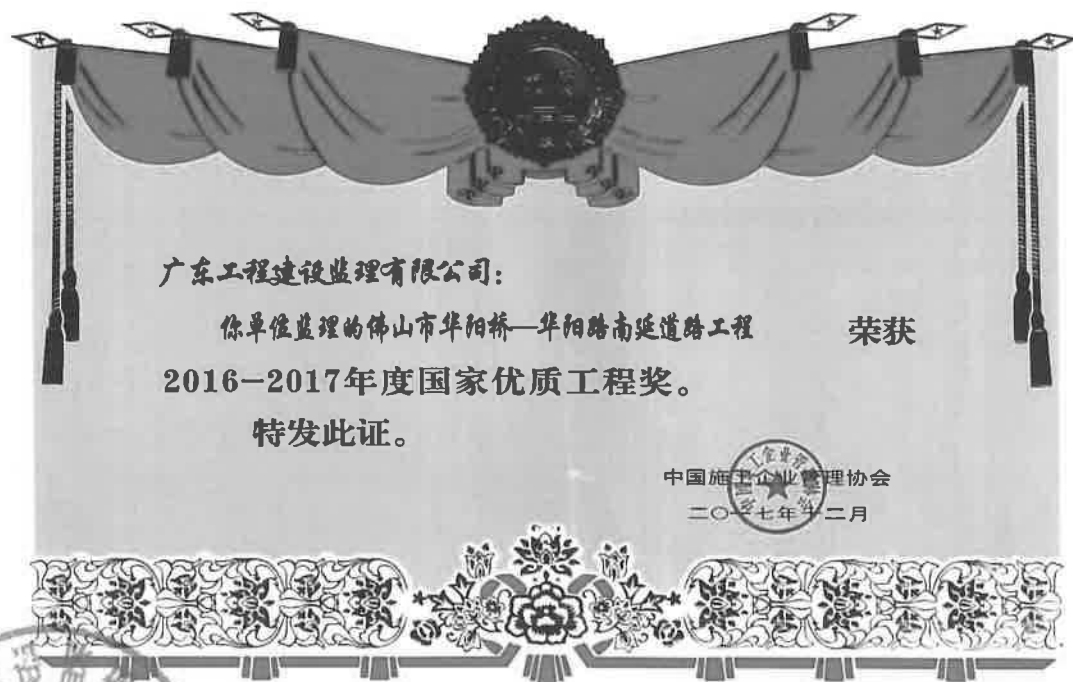 广东工程建设监理有限公司：
你单位监理的佛山市华阳桥—华阳路南延道路工程 荣获
2016-2017年度国家优质工程奖。
特发此证。
中国施工企业管理协会
二〇一七年十二月